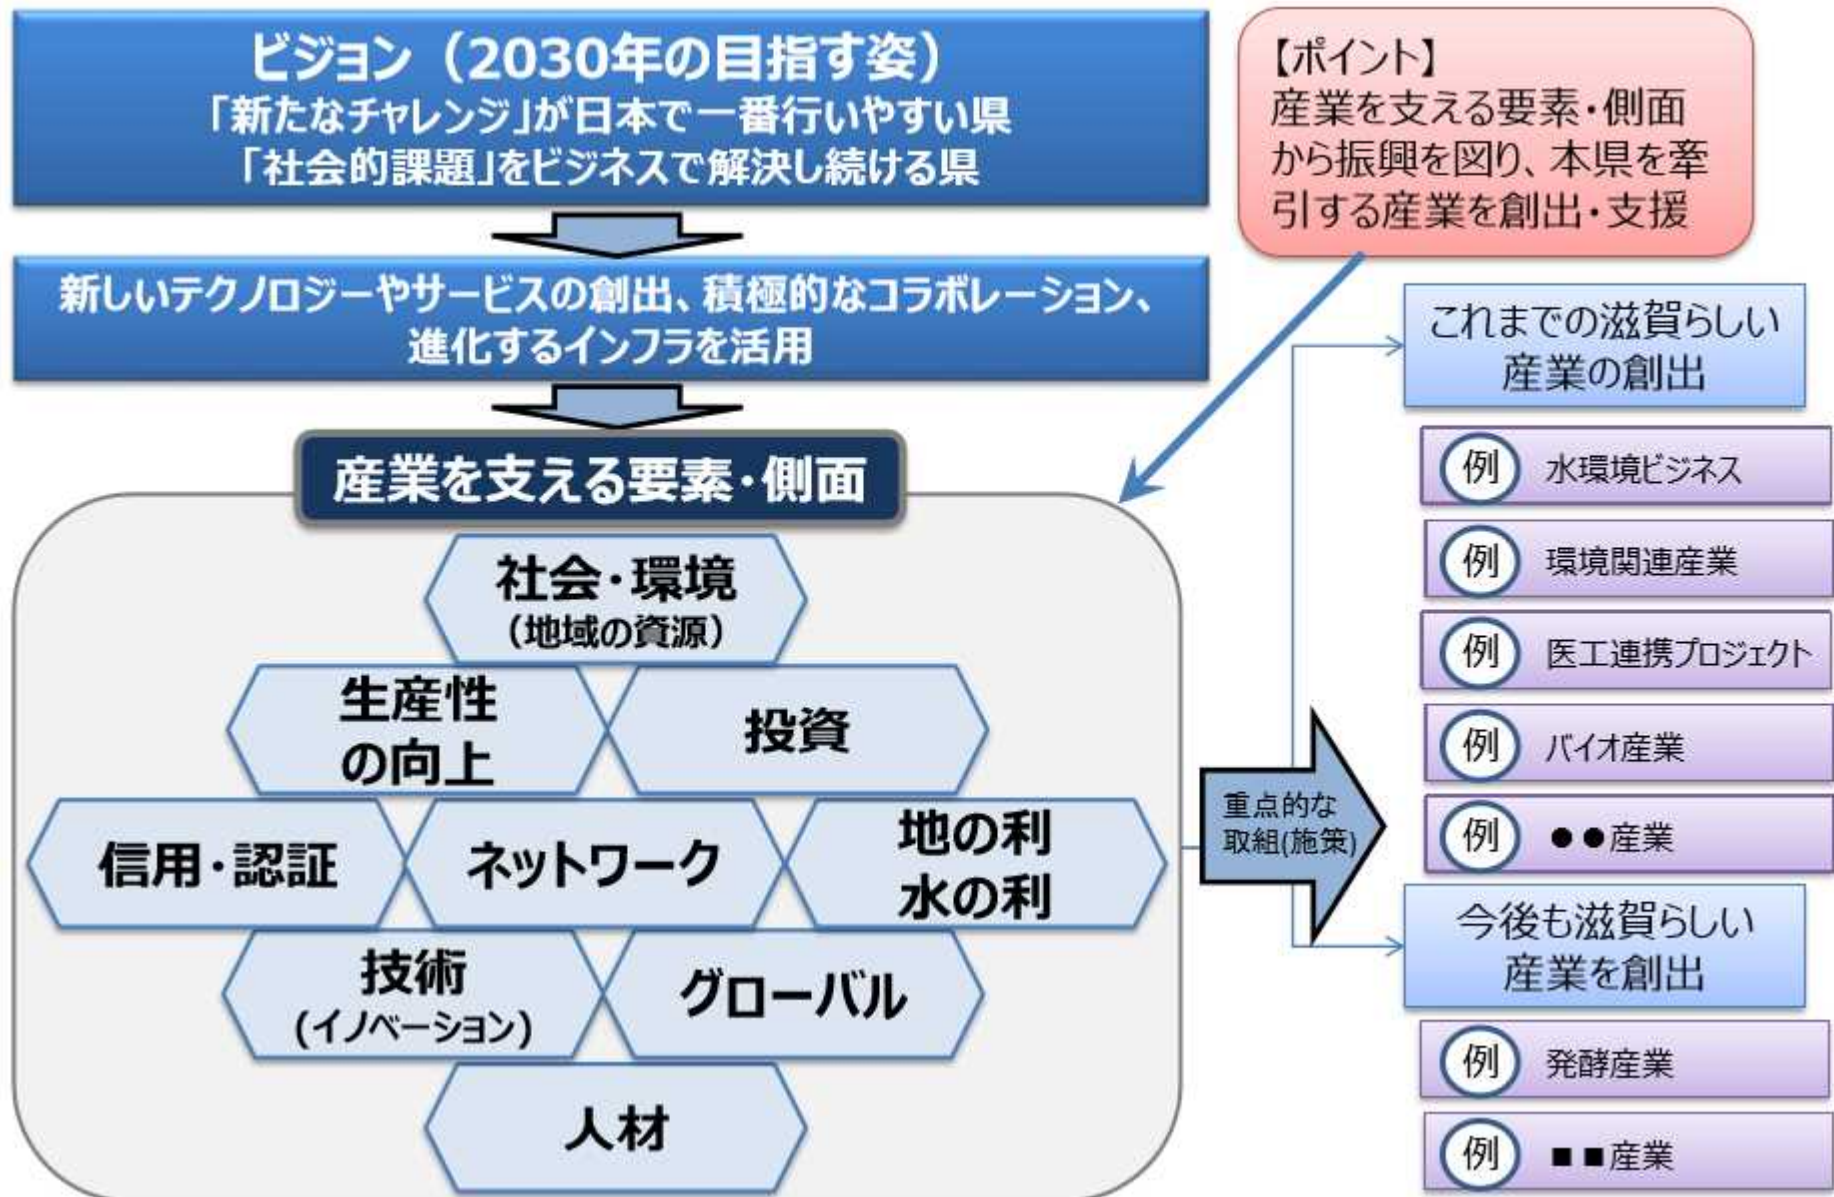 ビジョン（2030年の目指す姿）
「新たなチャレンジ」が日本で一番行いやすい県
「社会的課題」をビジネスで解決し続ける県
新しいテクノロジーやサービスの創出、積極的なコラボレーション、
進化するインフラを活用
【ポイント】
産業を支える要素・側面
から振興を図り、本県を牽
引する産業を創出・支援
産業を支える要素・側面
社会・環境
（地域の資源）
生産性
の向上
投資
信用・認証
ネットワーク
地の利
水の利
技術
(イノベーション)
グローバル
人材
重点的な
取組(施策)
これまでの滋賀らしい
産業の創出
例 水環境ビジネス
例 環境関連産業
例 医工連携プロジェクト
例 バイオ産業
例 ●●産業
今後も滋賀らしい
産業を創出
例 発酵産業
例 ■■産業